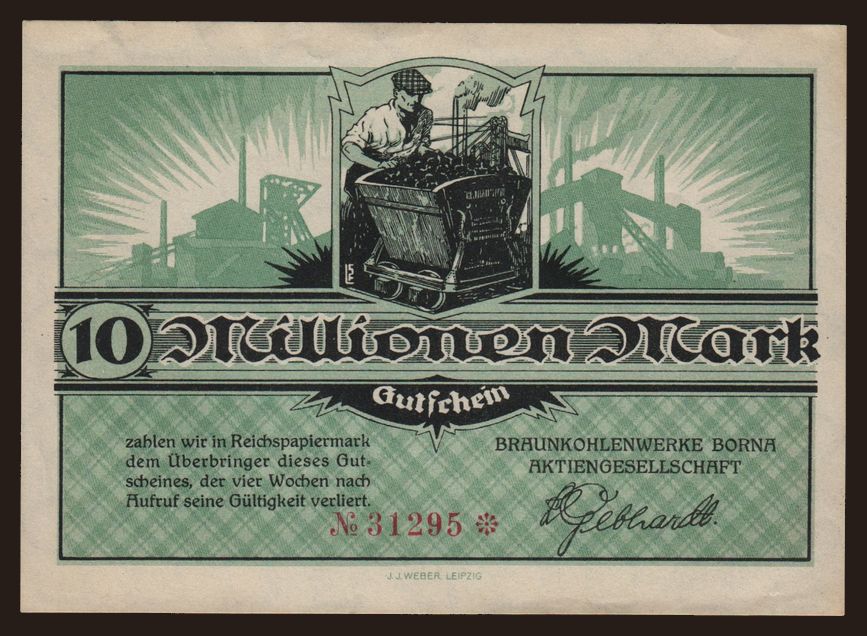 10 Millionen Mark
Gutschein
zahlen wir in Reichspapiermark
dem Überbringer dieses Gut-
scheines, der vier Wochen nach
Aufruf seine Gültigkeit verliert.
№ 31295 ❊
BRAUNKOHLENWERKE BORNA
AKTIENGESELLSCHAFT
Gebhardt.
J. J. WEBER, LEIPZIG